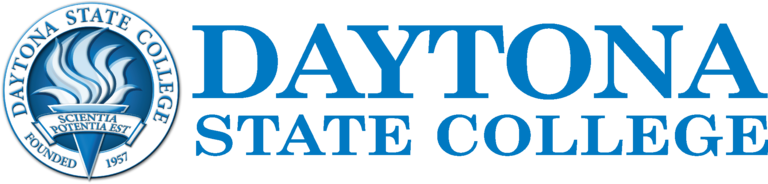 DAYTONA STATE COLLEGE
SCIENTIA
POTENTIA EST
FOUNDED 1957
DAYTONA
STATE COLLEGE